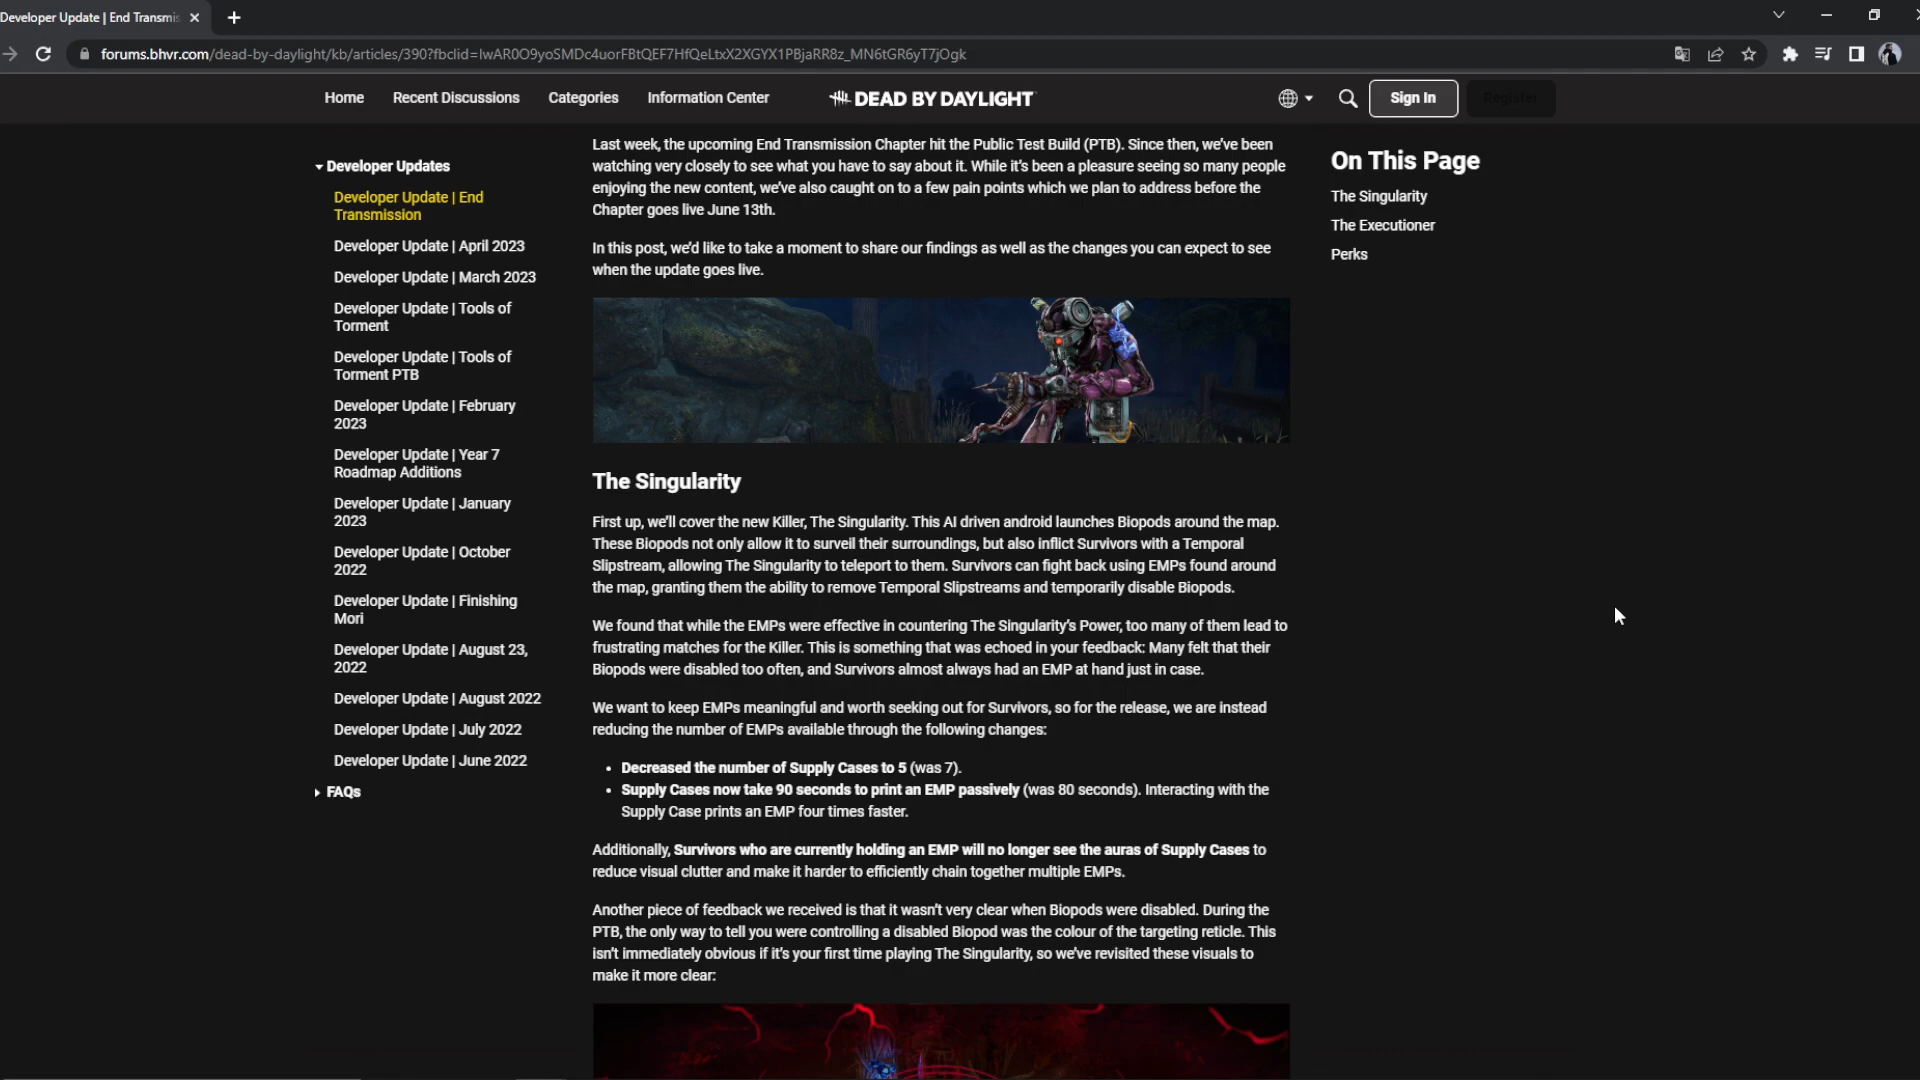 Developer Update | End Transmis
forums.bhvr.com/dead-by-daylight/kb/articles/390?fbclid=IwAR0O9yoSMDc4uorFBtQEF7HfQeLtxX2XGYX1PBjaRR8z_MN6tGR6yT7jOgk
Home Recent Discussions Categories Information Center DEAD BY DAYLIGHT Sign In Register
Developer Updates
Developer Update | End
Transmission
Developer Update | April 2023
Developer Update | March 2023
Developer Update | Tools of
Torment
Developer Update | Tools of
Torment PTB
Developer Update | February
2023
Developer Update | Year 7
Roadmap Additions
Developer Update | January
2023
Developer Update | October
2022
Developer Update | Finishing
Mori
Developer Update | August 23,
2022
Developer Update | August 2022
Developer Update | July 2022
Developer Update | June 2022
FAQs
Last week, the upcoming End Transmission Chapter hit the Public Test Build (PTB). Since then, we've been
watching very closely to see what you have to say about it. While it's been a pleasure seeing so many people
enjoying the new content, we've also caught on to a few pain points which we plan to address before the
Chapter goes live June 13th.
In this post, we'd like to take a moment to share our findings as well as the changes you can expect to see
when the update goes live.
The Singularity
First up, we'll cover the new Killer, The Singularity. This AI driven android launches Biopods around the map.
These Biopods not only allow it to surveil their surroundings, but also inflict Survivors with a Temporal
Slipstream, allowing The Singularity to teleport to them. Survivors can fight back using EMPs found around
the map, granting them the ability to remove Temporal Slipstreams and temporarily disable Biopods.
We found that while the EMPs were effective in countering The Singularity's Power, too many of them lead to
frustrating matches for the Killer. This is something that was echoed in your feedback: Many felt that their
Biopods were disabled too often, and Survivors almost always had an EMP at hand just in case.
We want to keep EMPs meaningful and worth seeking out for Survivors, so for the release, we are instead
reducing the number of EMPs available through the following changes:
• Decreased the number of Supply Cases to 5 (was 7).
• Supply Cases now take 90 seconds to print an EMP passively (was 80 seconds). Interacting with the
Supply Case prints an EMP four times faster.
Additionally, Survivors who are currently holding an EMP will no longer see the auras of Supply Cases to
reduce visual clutter and make it harder to efficiently chain together multiple EMPs.
Another piece of feedback we received is that it wasn't very clear when Biopods were disabled. During the
PTB, the only way to tell you were controlling a disabled Biopod was the colour of the targeting reticle. This
isn't immediately obvious if it's your first time playing The Singularity, so we've revisited these visuals to
make it more clear:
On This Page
The Singularity
The Executioner
Perks